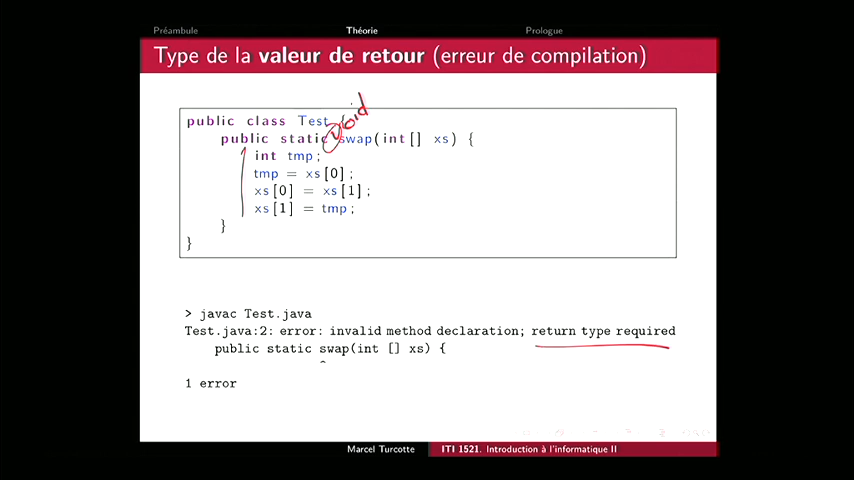 Préambule Théorie Prologue
Type de la valeur de retour (erreur de compilation)
void
public class Test {
public static swap(int[] xs) {
int tmp;
tmp = xs[0];
xs[0] = xs[1];
xs[1] = tmp;
}
}
> javac Test.java
Test.java:2: error: invalid method declaration; return type required
public static swap(int [] xs) {
^
1 error
Marcel Turcotte ITI 1521. Introduction à l'informatique II